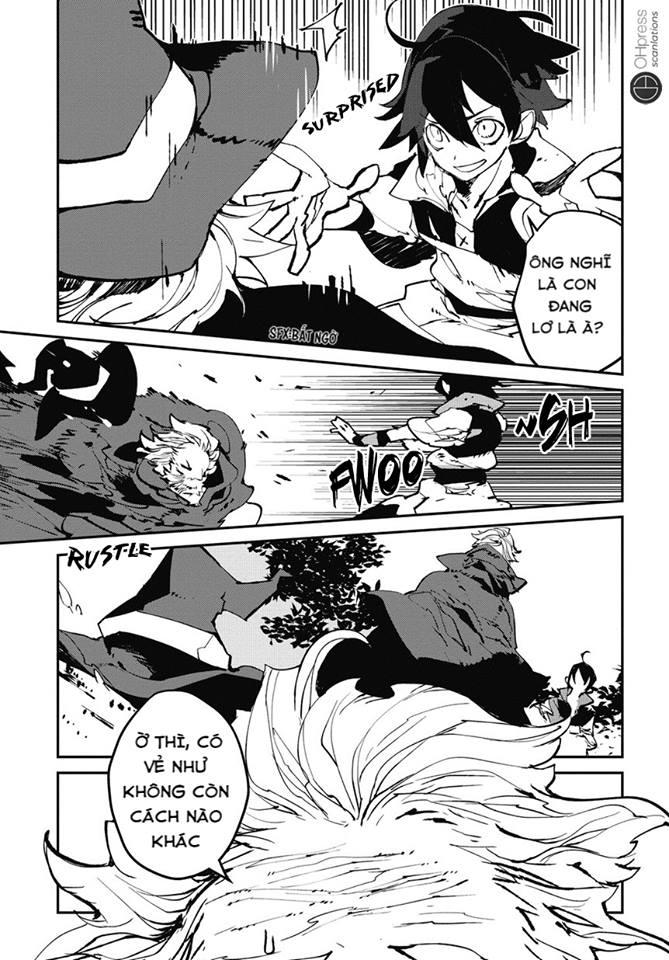 OHpress
scanlations
SURPRISED
ÔNG NGHĨ
LÀ CON
ĐANG
LƠ LÀ À?
SFX:BẤT NGỜ
NSH
FWOO
RUSTLE
Ờ THÌ, CÓ
VẺ NHƯ
KHÔNG CÒN
CÁCH NÀO
KHÁC